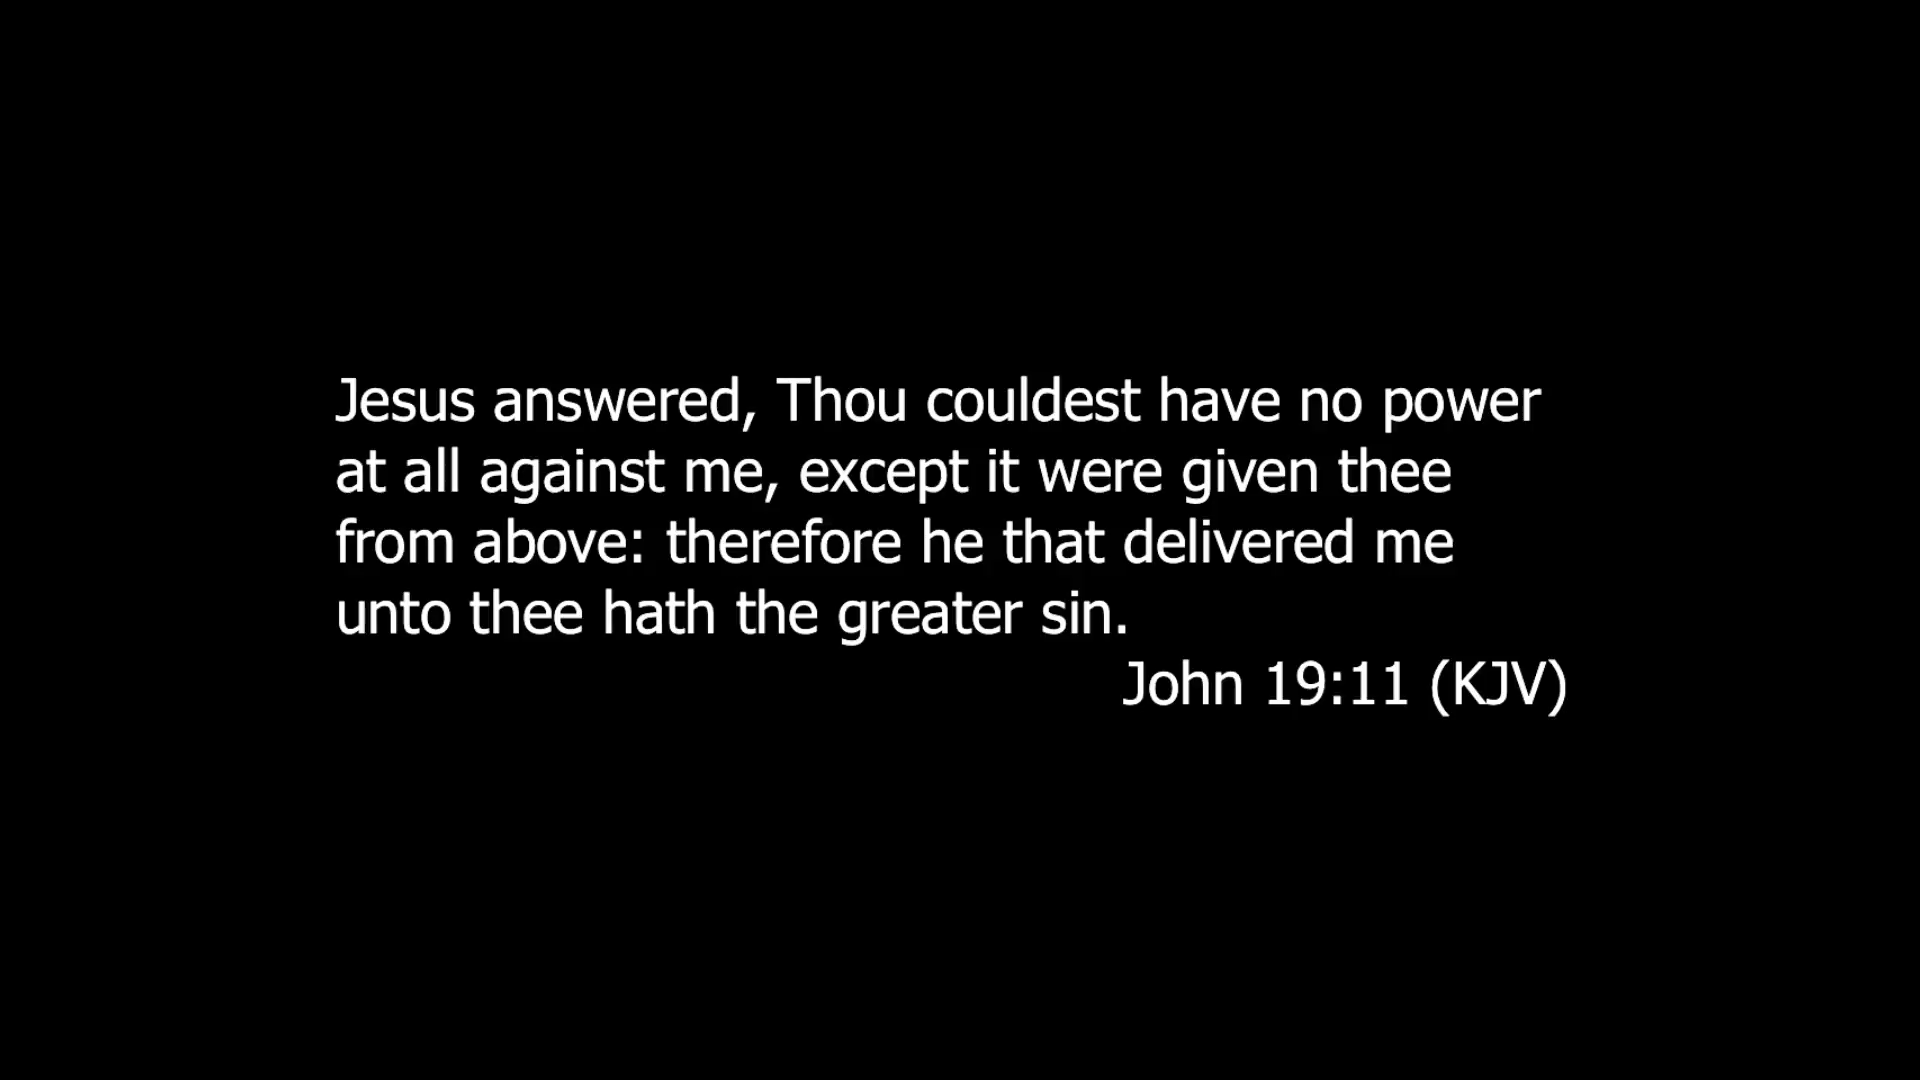 Jesus answered, Thou couldest have no power
at all against me, except it were given thee
from above: therefore he that delivered me
unto thee hath the greater sin.
John 19:11 (KJV)